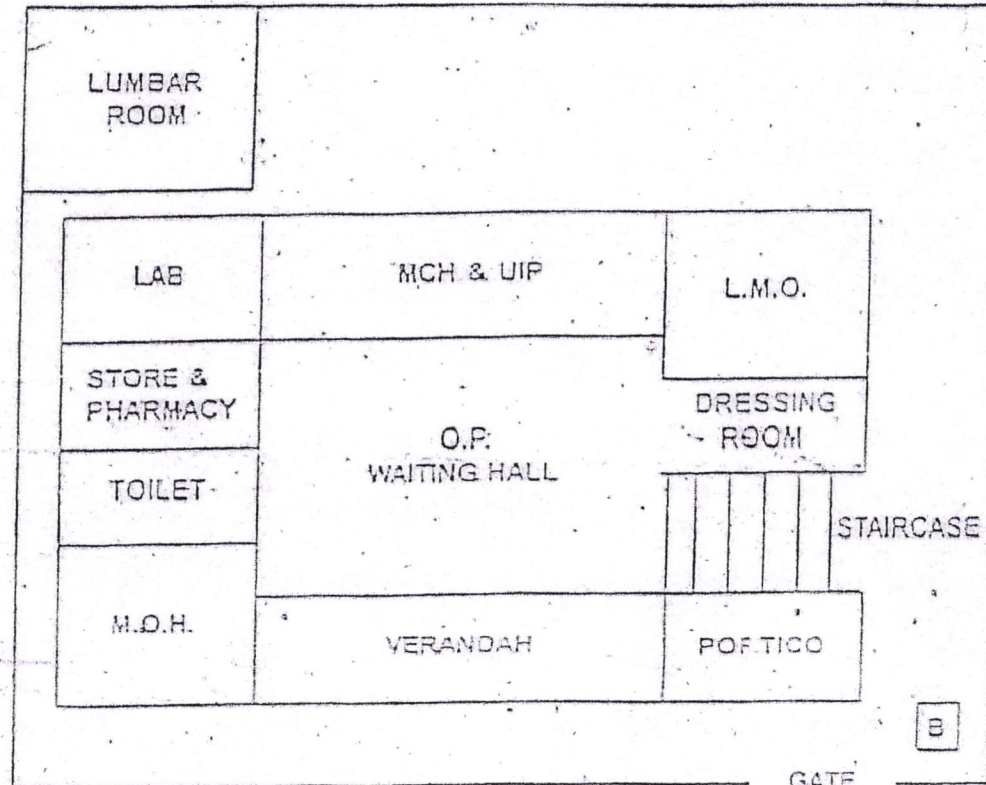 LUMBAR
ROOM
LAB
MCH & UIP
L.M.O.
STORE &
PHARMACY
DRESSING
ROOM
O.P.
WAITING HALL
TOILET
STAIRCASE
M.O.H.
VERANDAH
PORTICO
B
GATE